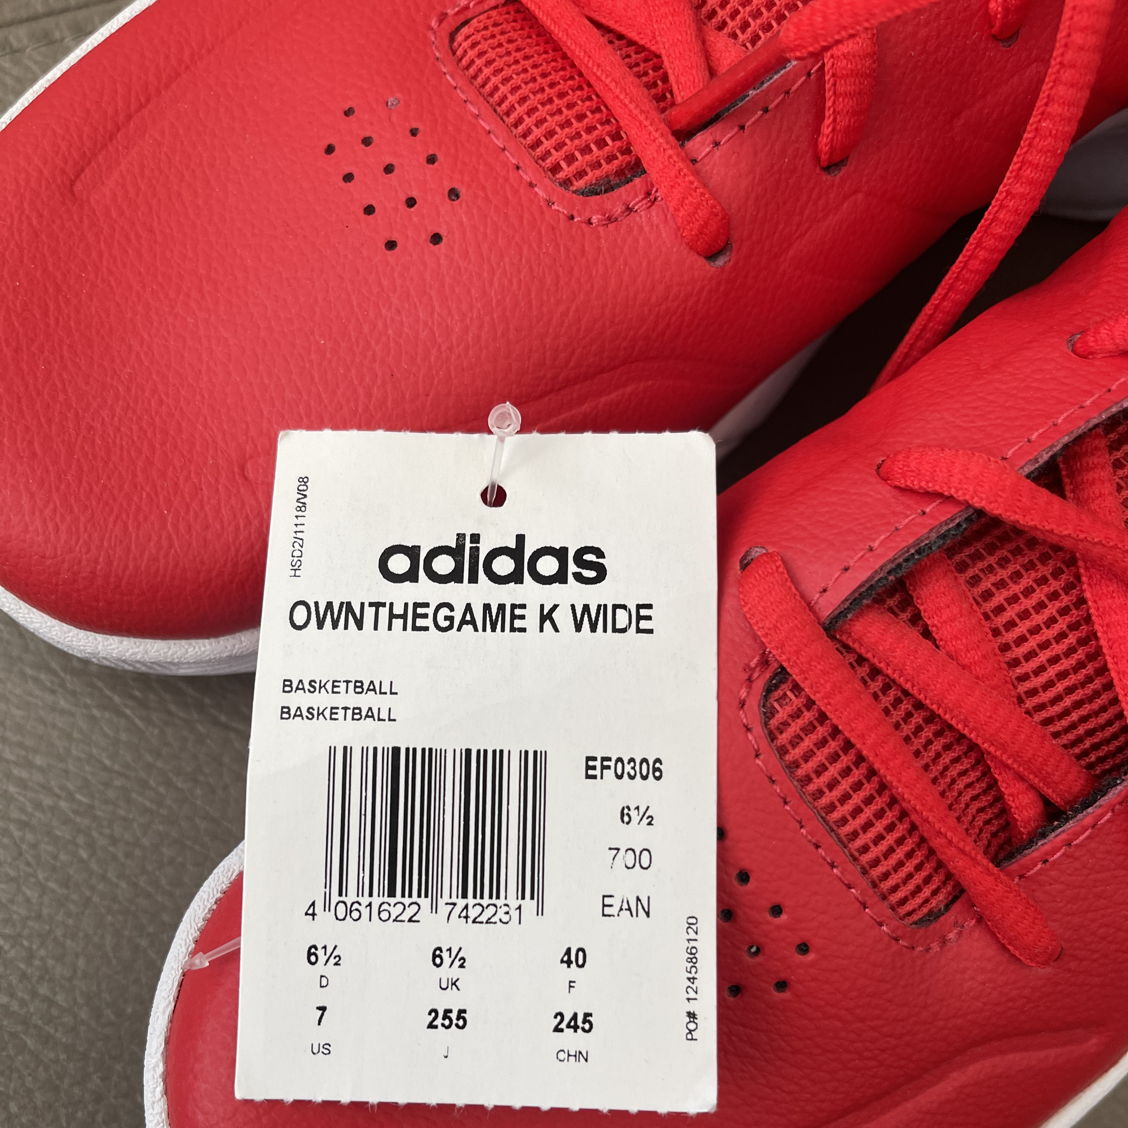 HSD2/1118/V08
adidas
OWNTHEGAME K WIDE
BASKETBALL
BASKETBALL
EF0306
6½
700
EAN
4 061622 742231
6½ 6½ 40
D UK F
7 255 245
US J CHN
PO# 124586120